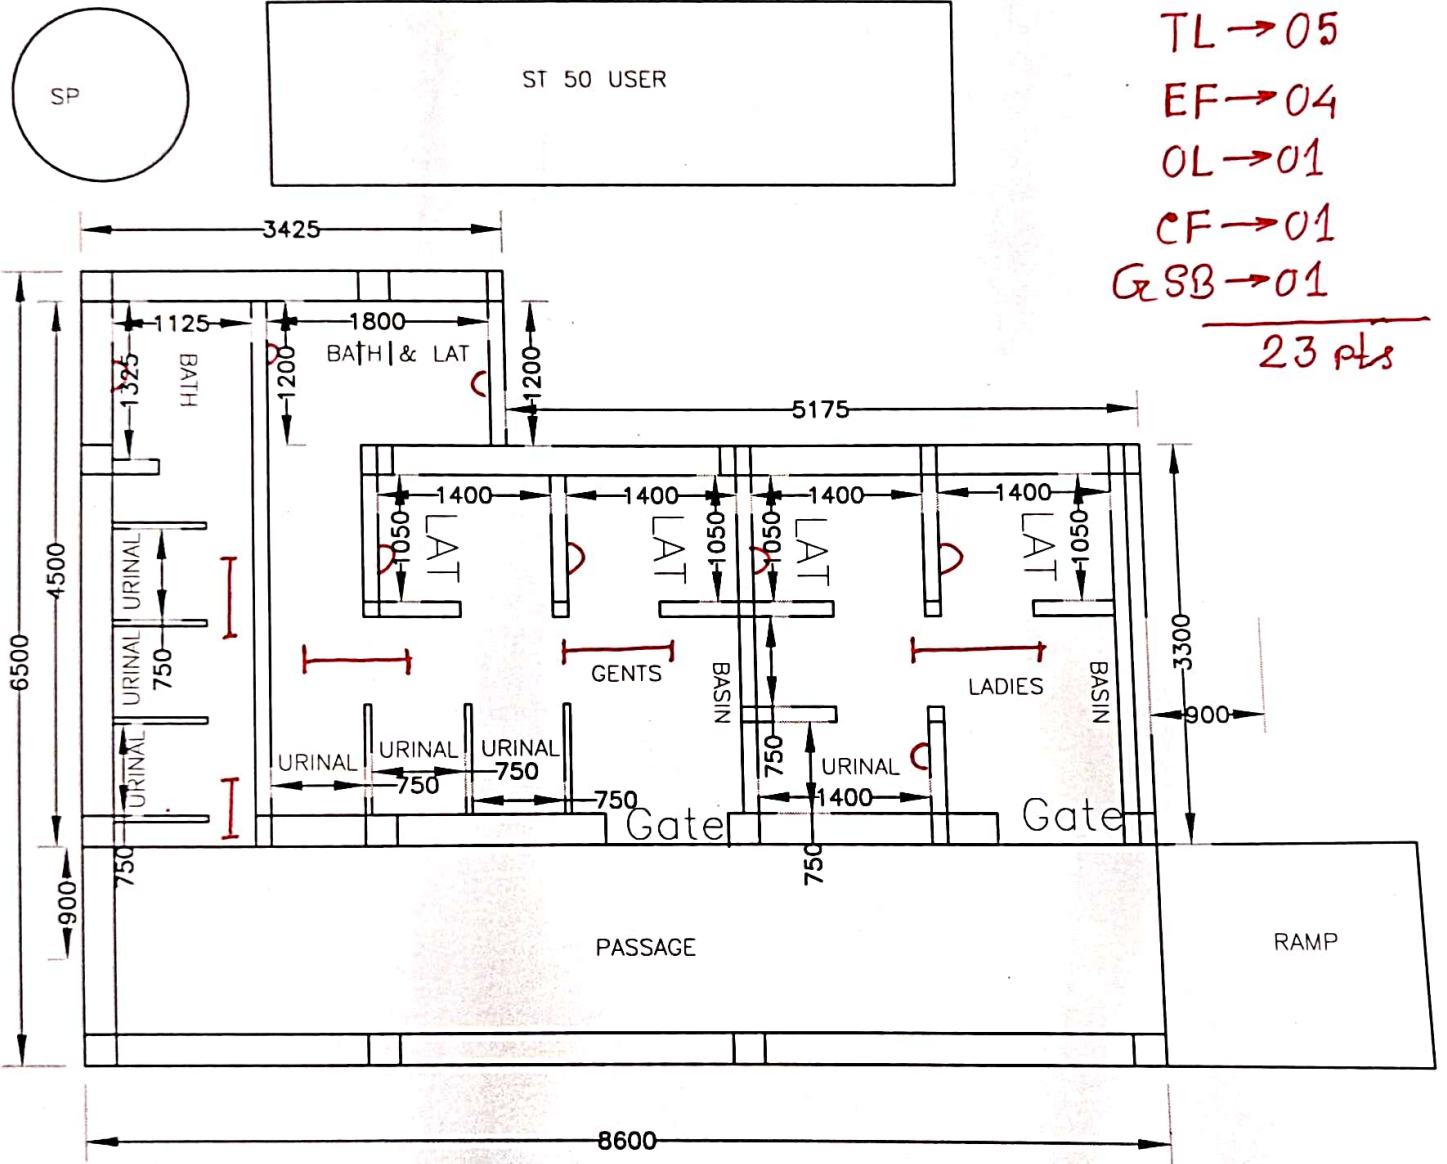 TL → 05
EF → 04
OL → 01
CF → 01
GSB → 01
23 pts
SP
ST 50 USER
3425
1125
1800
BATH & LAT
BATH
1325
1200
1200
5175
1400
1400
1400
1400
1050
LAT
LAT
1050
1050
LAT
LAT
1050
6500
4500
URINAL
URINAL
750
URINAL
750
GENTS
BASIN
LADIES
BASIN
3300
900
URINAL
URINAL
URINAL
750
750
750
Gate
750
URINAL
1400
750
Gate
900
PASSAGE
RAMP
8600